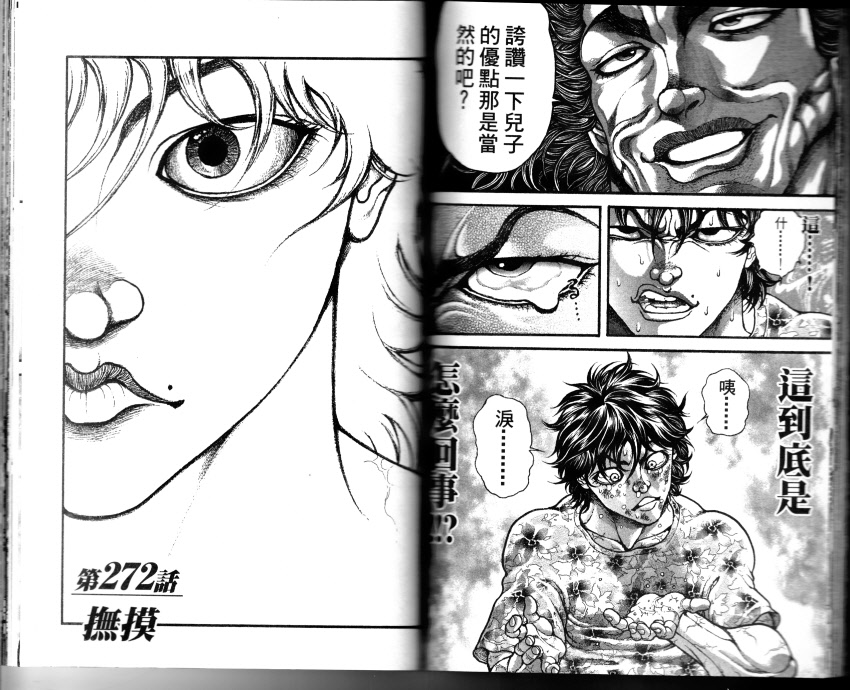 誇讚一下兒子
的優點那是當
然的吧？
這……！
什………！
這到底是
咦………
淚…………
怎麼回事!!?
第272話
撫摸